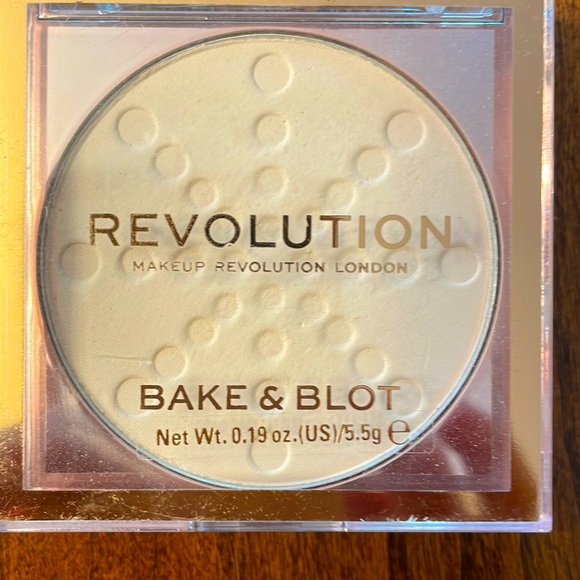 REVOLUTION
MAKEUP REVOLUTION LONDON
BAKE & BLOT
Net Wt. 0.19 oz.(US)/5.5g ℮